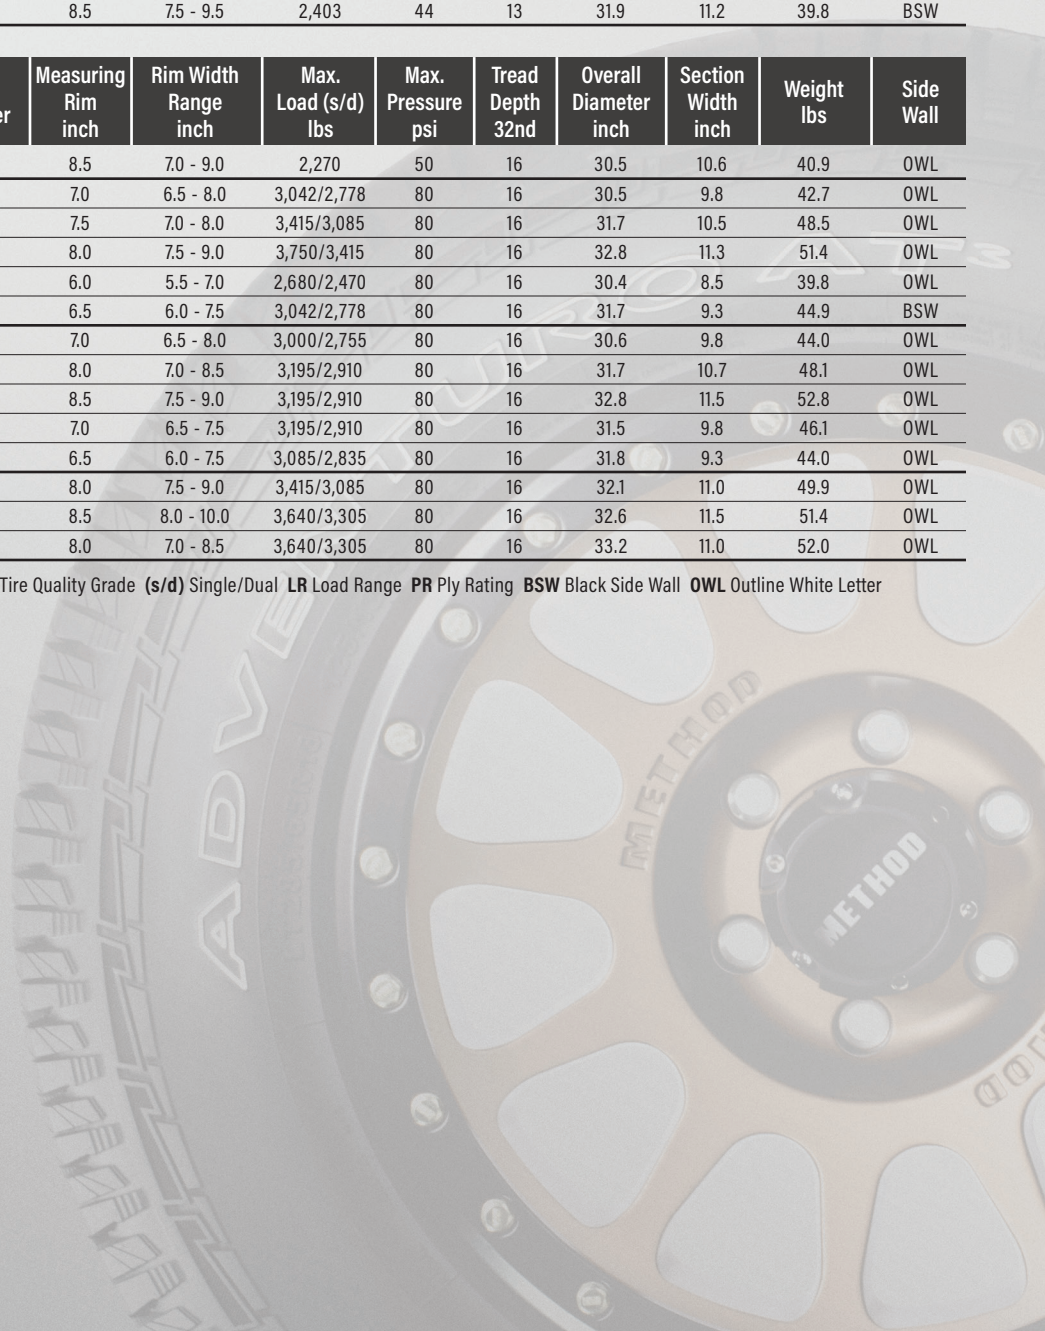 8.5 7.5 - 9.5 2,403 44 13 31.9 11.2 39.8 BSW
er Measuring Rim inch Rim Width Range inch Max. Load (s/d) lbs Max. Pressure psi Tread Depth 32nd Overall Diameter inch Section Width inch Weight lbs Side Wall
8.5 7.0 - 9.0 2,270 50 16 30.5 10.6 40.9 OWL
7.0 6.5 - 8.0 3,042/2,778 80 16 30.5 9.8 42.7 OWL
7.5 7.0 - 8.0 3,415/3,085 80 16 31.7 10.5 48.5 OWL
8.0 7.5 - 9.0 3,750/3,415 80 16 32.8 11.3 51.4 OWL
6.0 5.5 - 7.0 2,680/2,470 80 16 30.4 8.5 39.8 OWL
6.5 6.0 - 7.5 3,042/2,778 80 16 31.7 9.3 44.9 BSW
7.0 6.5 - 8.0 3,000/2,755 80 16 30.6 9.8 44.0 OWL
8.0 7.0 - 8.5 3,195/2,910 80 16 31.7 10.7 48.1 OWL
8.5 7.5 - 9.0 3,195/2,910 80 16 32.8 11.5 52.8 OWL
7.0 6.5 - 7.5 3,195/2,910 80 16 31.5 9.8 46.1 OWL
6.5 6.0 - 7.5 3,085/2,835 80 16 31.8 9.3 44.0 OWL
8.0 7.5 - 9.0 3,415/3,085 80 16 32.1 11.0 49.9 OWL
8.5 8.0 - 10.0 3,640/3,305 80 16 32.6 11.5 51.4 OWL
8.0 7.0 - 8.5 3,640/3,305 80 16 33.2 11.0 52.0 OWL
Tire Quality Grade (s/d) Single/Dual LR Load Range PR Ply Rating BSW Black Side Wall OWL Outline White Letter
ADVENTURO AT3
METHOD
METHOD